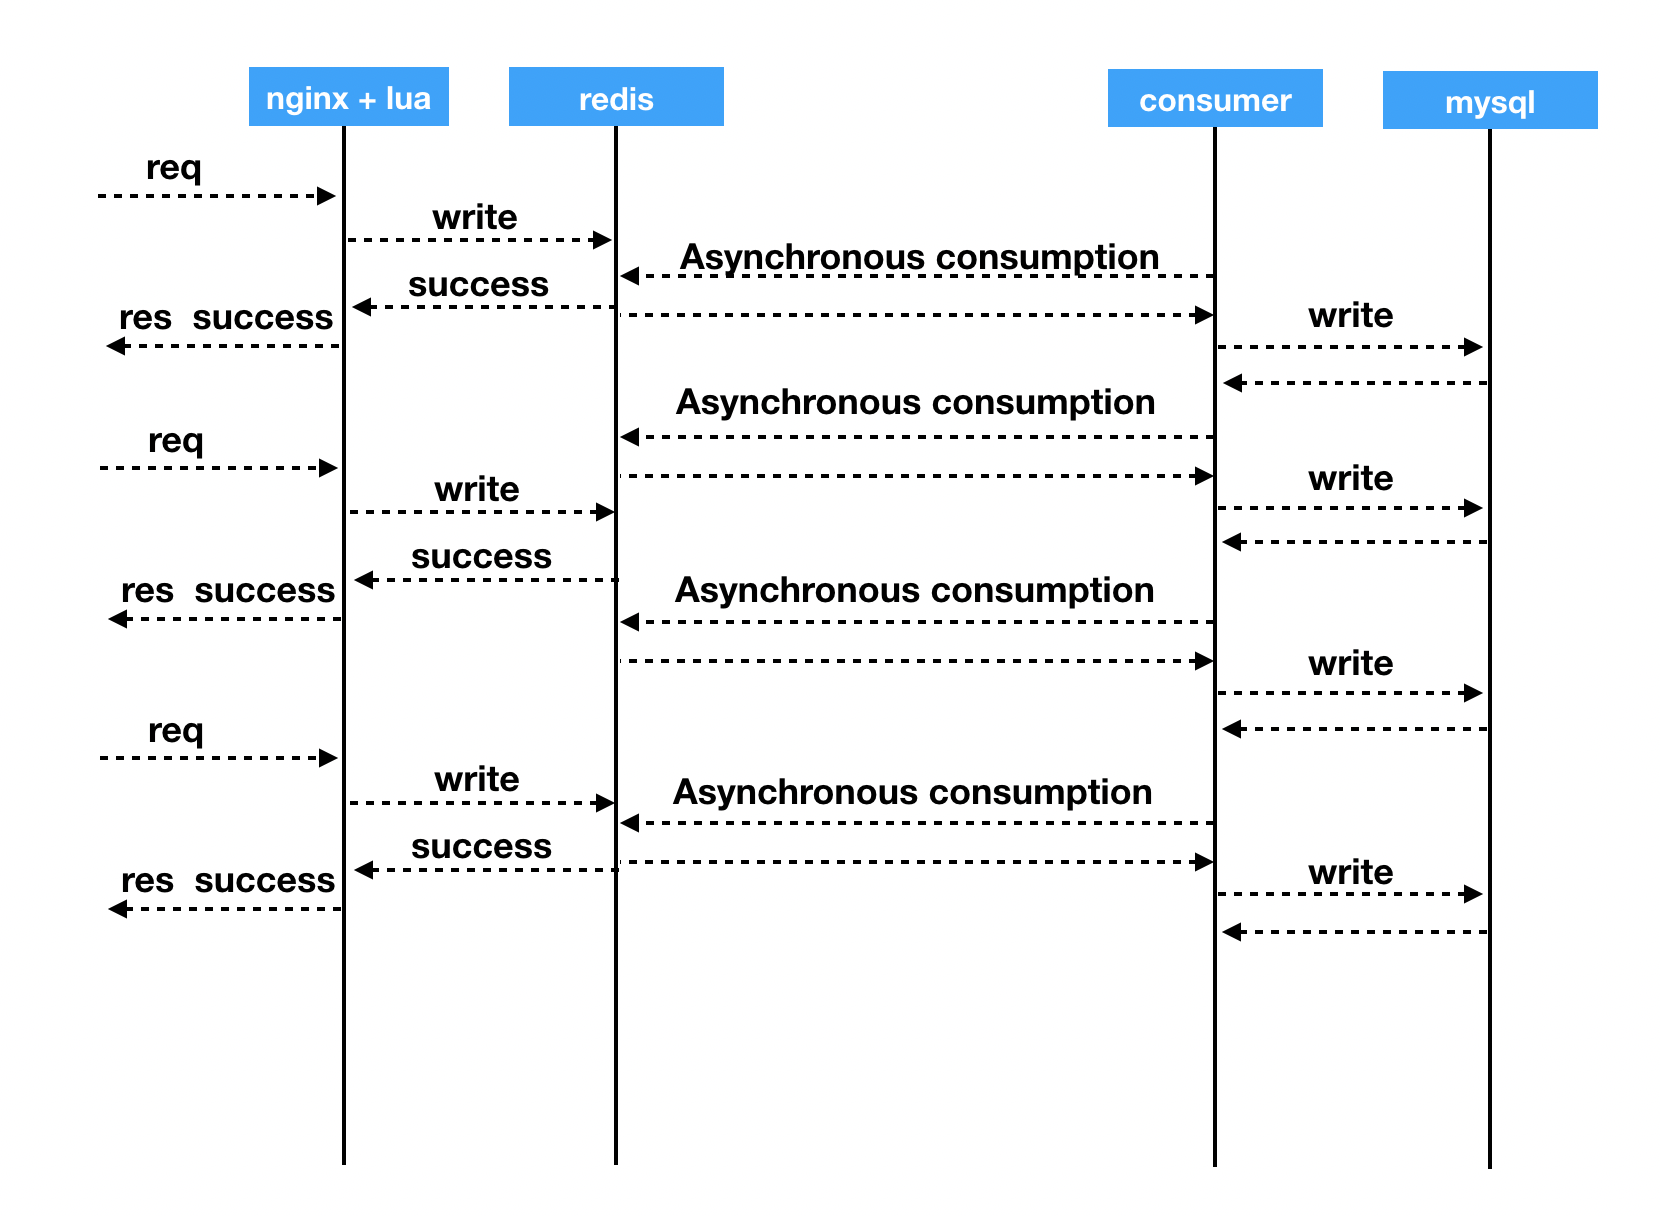 nginx + lua
redis
consumer
mysql
req
write
Asynchronous consumption
success
res success
write
Asynchronous consumption
req
write
write
success
Asynchronous consumption
res success
write
req
write
Asynchronous consumption
success
write
res success